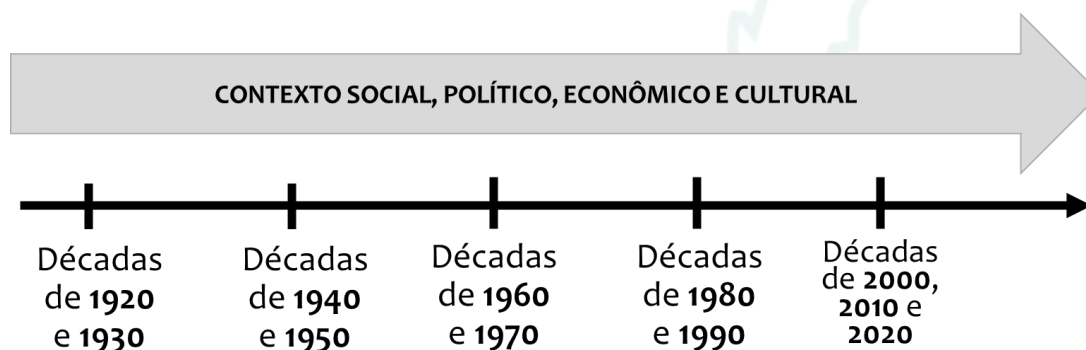 CONTEXTO SOCIAL, POLÍTICO, ECONÔMICO E CULTURAL
Décadas
de 1920
e 1930
Décadas
de 1940
e 1950
Décadas
de 1960
e 1970
Décadas
de 1980
e 1990
Décadas
de 2000,
2010 e
2020